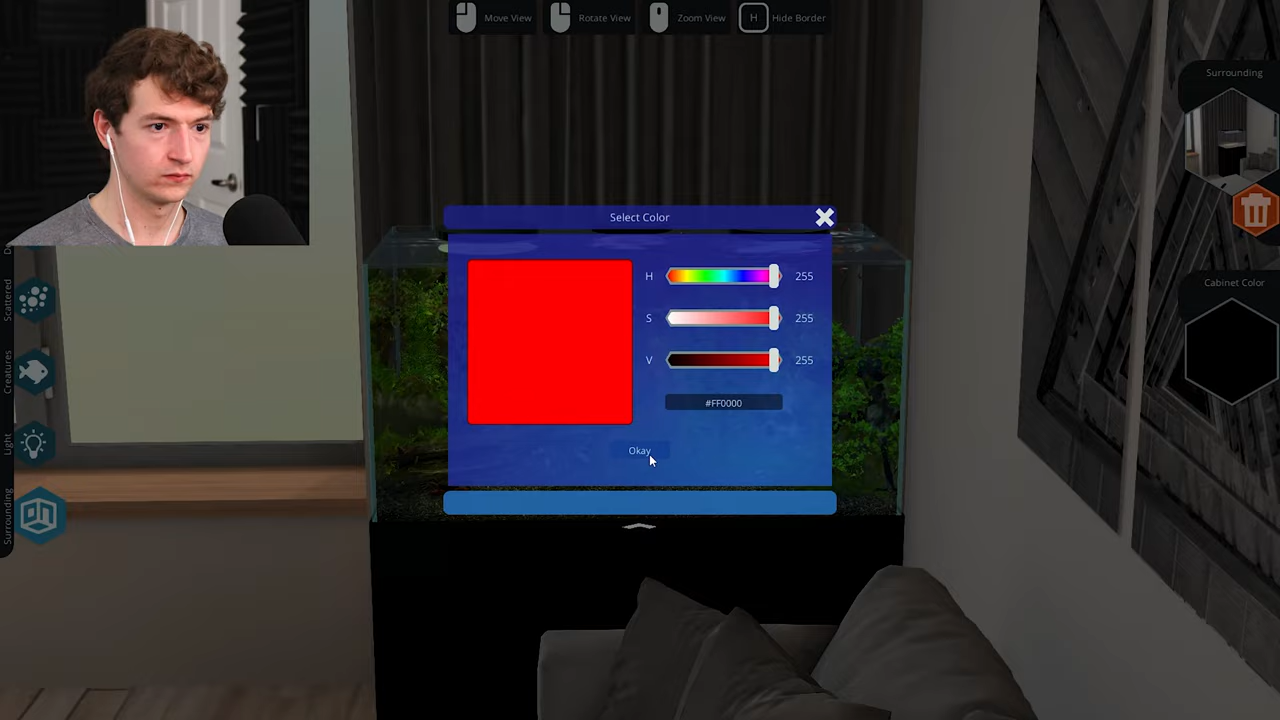 Move View
Rotate View
Zoom View
H
Hide Border
Surrounding
Select Color
H
255
Scattered
S
255
Cabinet Color
Creatures
V
255
#FF0000
Light
Okay
Surrounding